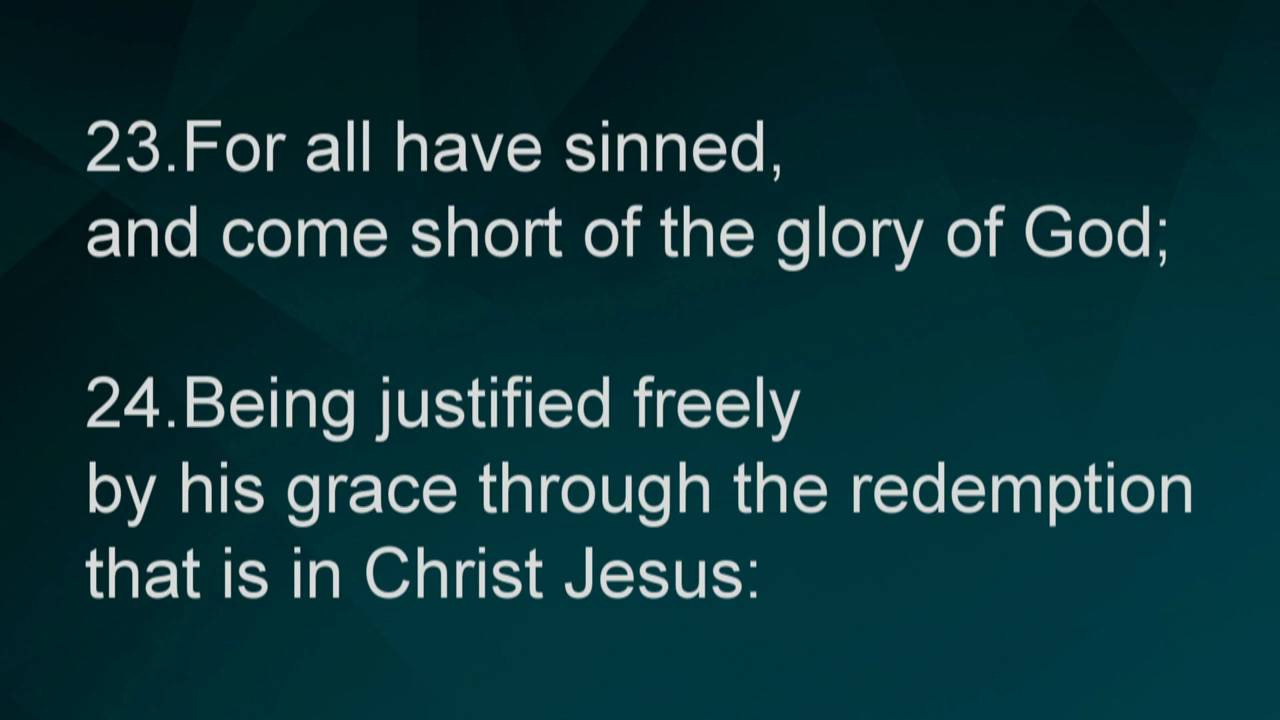 23.For all have sinned,
and come short of the glory of God;
24.Being justified freely
by his grace through the redemption
that is in Christ Jesus: